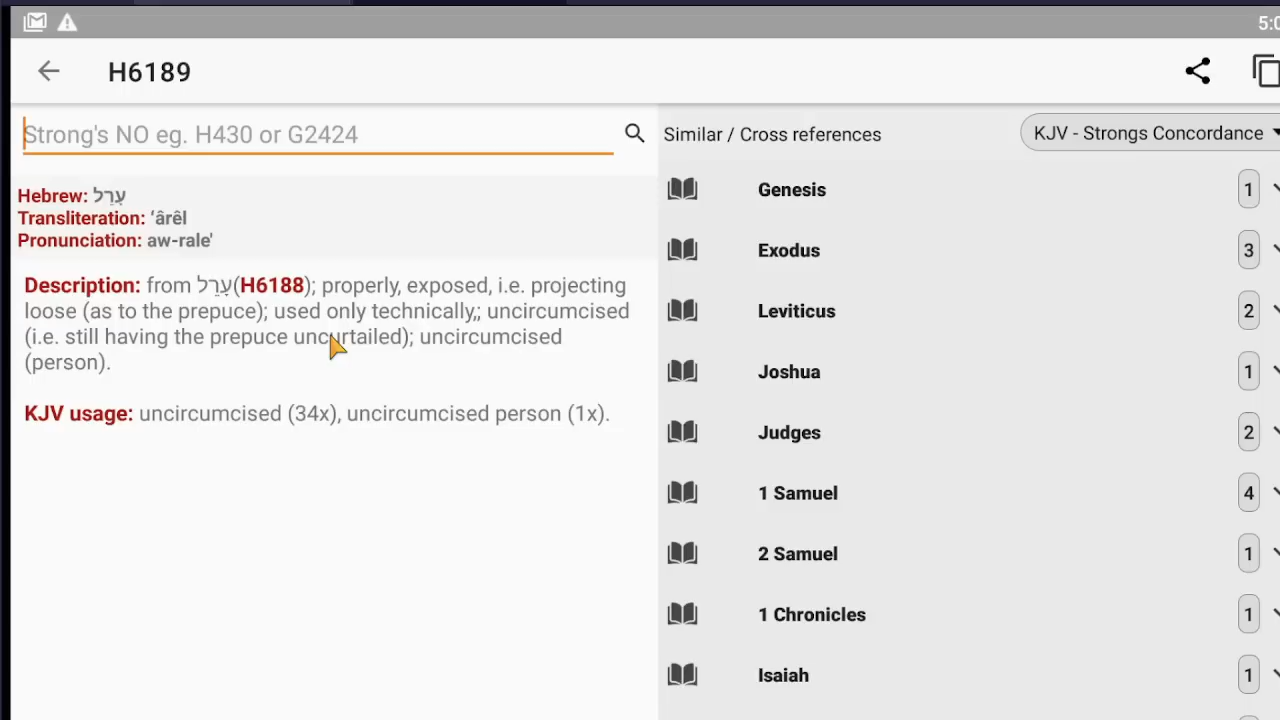 5:0
H6189
Strong's NO eg. H430 or G2424
Similar / Cross references
KJV - Strongs Concordance
Hebrew: עָרֵל
Transliteration: ‘ârêl
Pronunciation: aw-rale'
Description: from עָרֵל(H6188); properly, exposed, i.e. projecting
loose (as to the prepuce); used only technically,; uncircumcised
(i.e. still having the prepuce uncurtailed); uncircumcised
(person).
KJV usage: uncircumcised (34x), uncircumcised person (1x).
Genesis 1
Exodus 3
Leviticus 2
Joshua 1
Judges 2
1 Samuel 4
2 Samuel 1
1 Chronicles 1
Isaiah 1